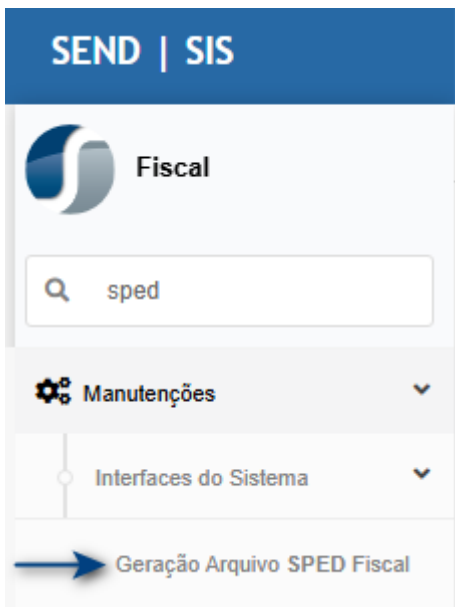 SEND | SIS
Fiscal
sped
Manutenções
Interfaces do Sistema
Geração Arquivo SPED Fiscal